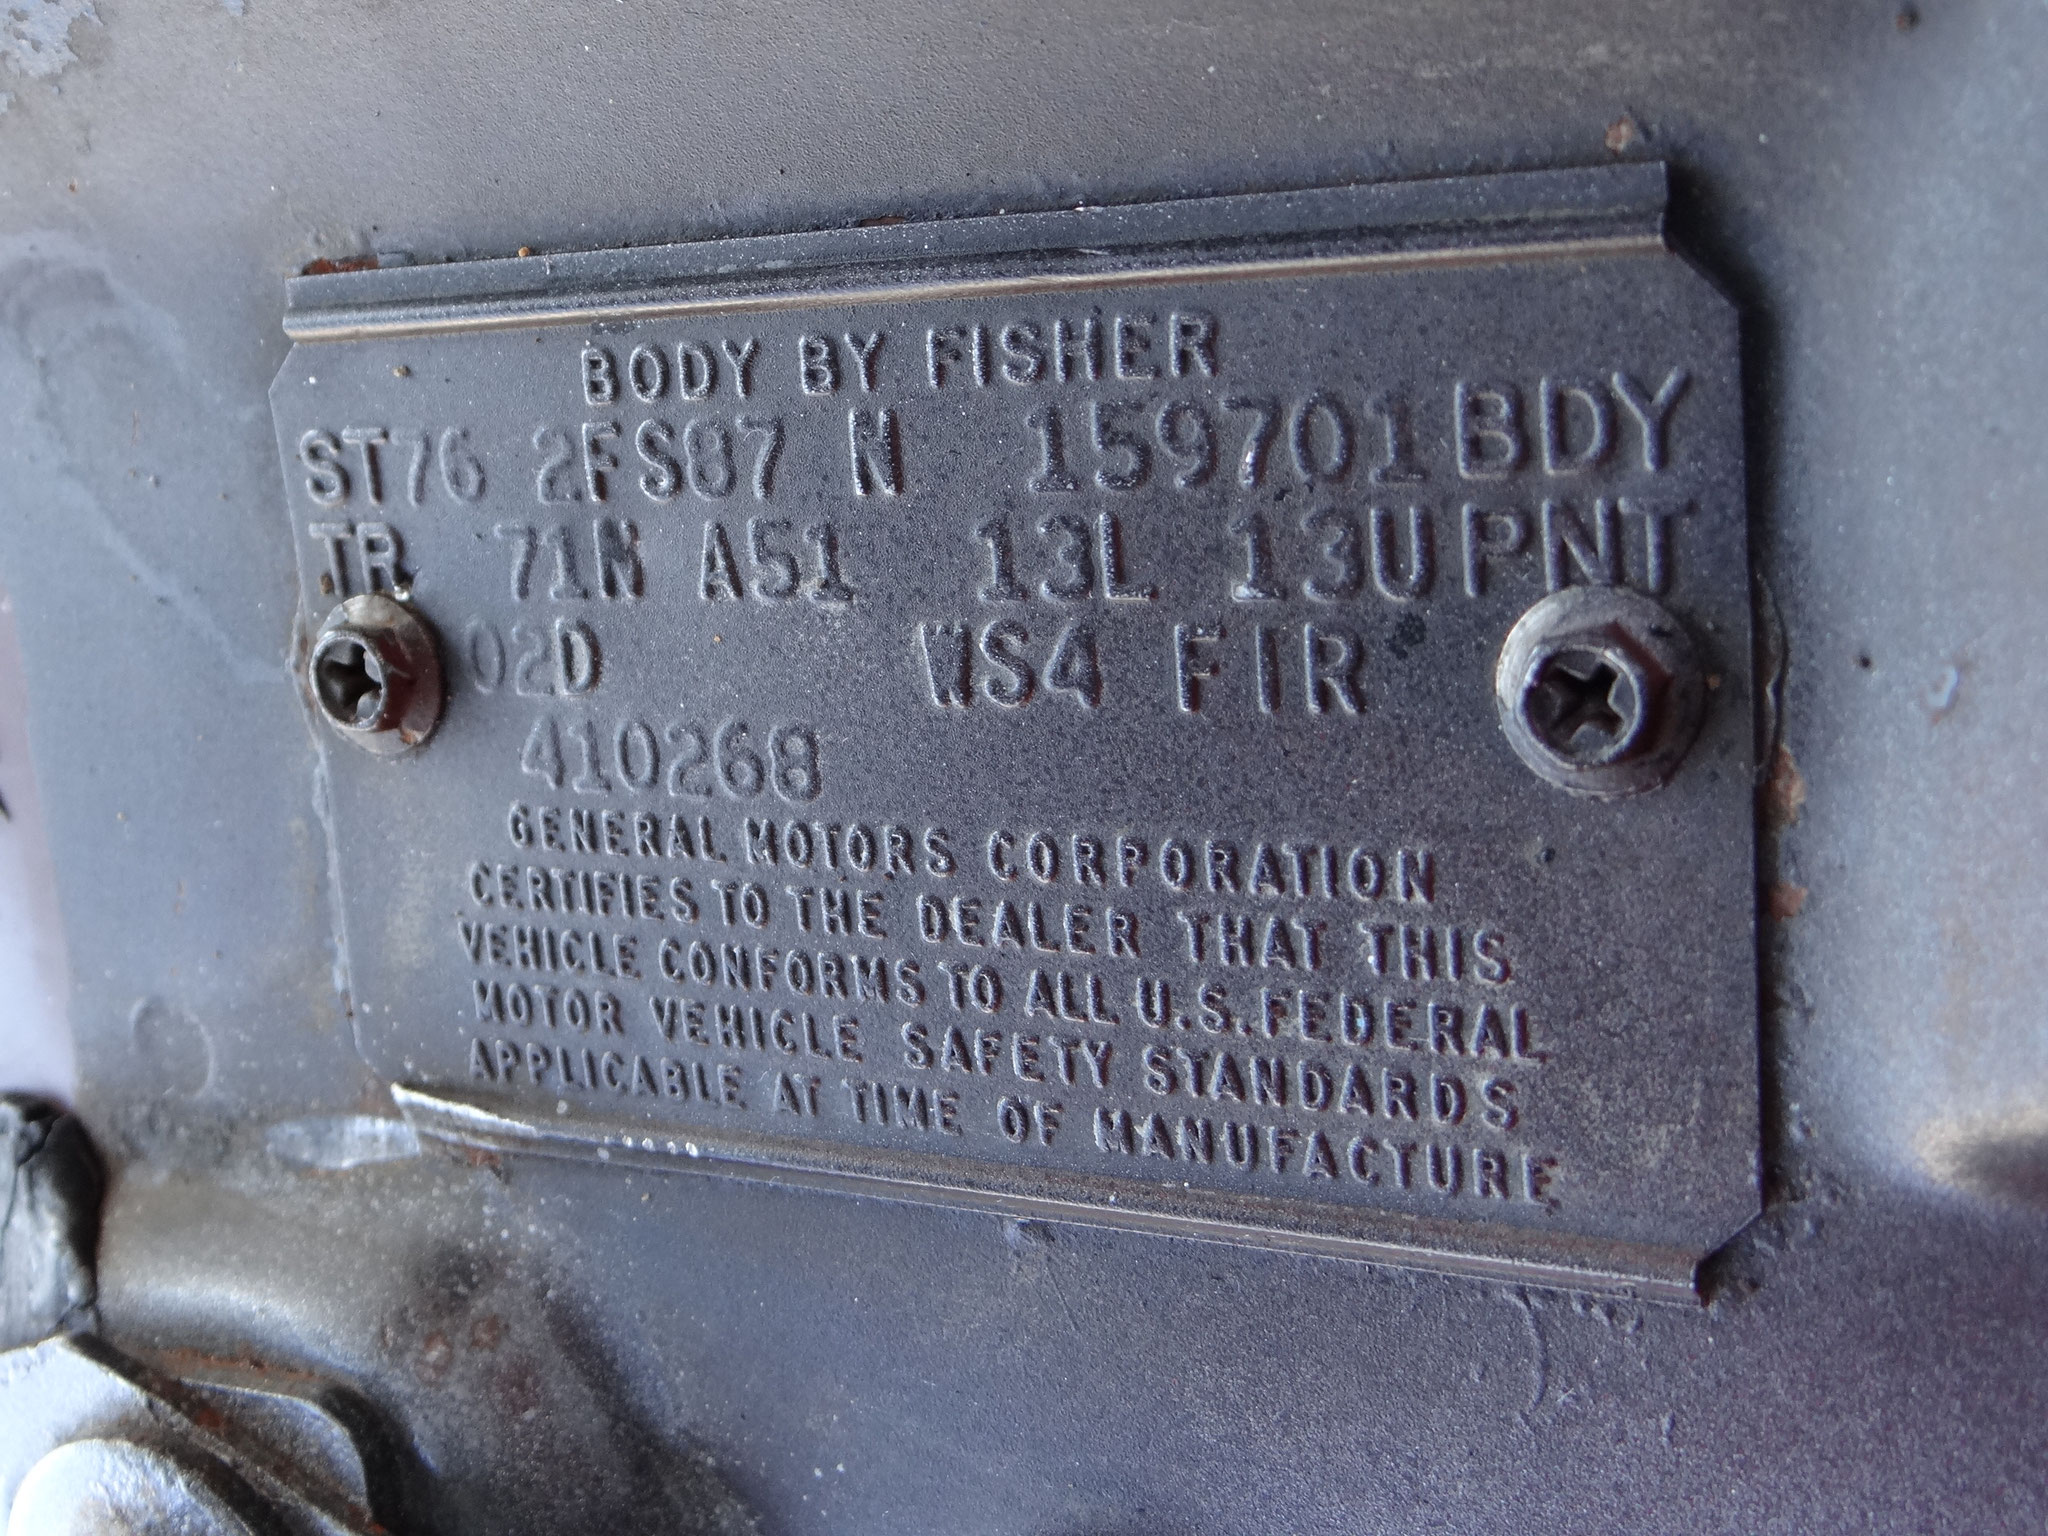 BODY BY FISHER
ST76 2FS87 N 159701 BDY
TR 71N A51 13L 13U PNT
02D WS4 FIR
410268
GENERAL MOTORS CORPORATION
CERTIFIES TO THE DEALER THAT THIS
VEHICLE CONFORMS TO ALL U.S. FEDERAL
MOTOR VEHICLE SAFETY STANDARDS
APPLICABLE AT TIME OF MANUFACTURE